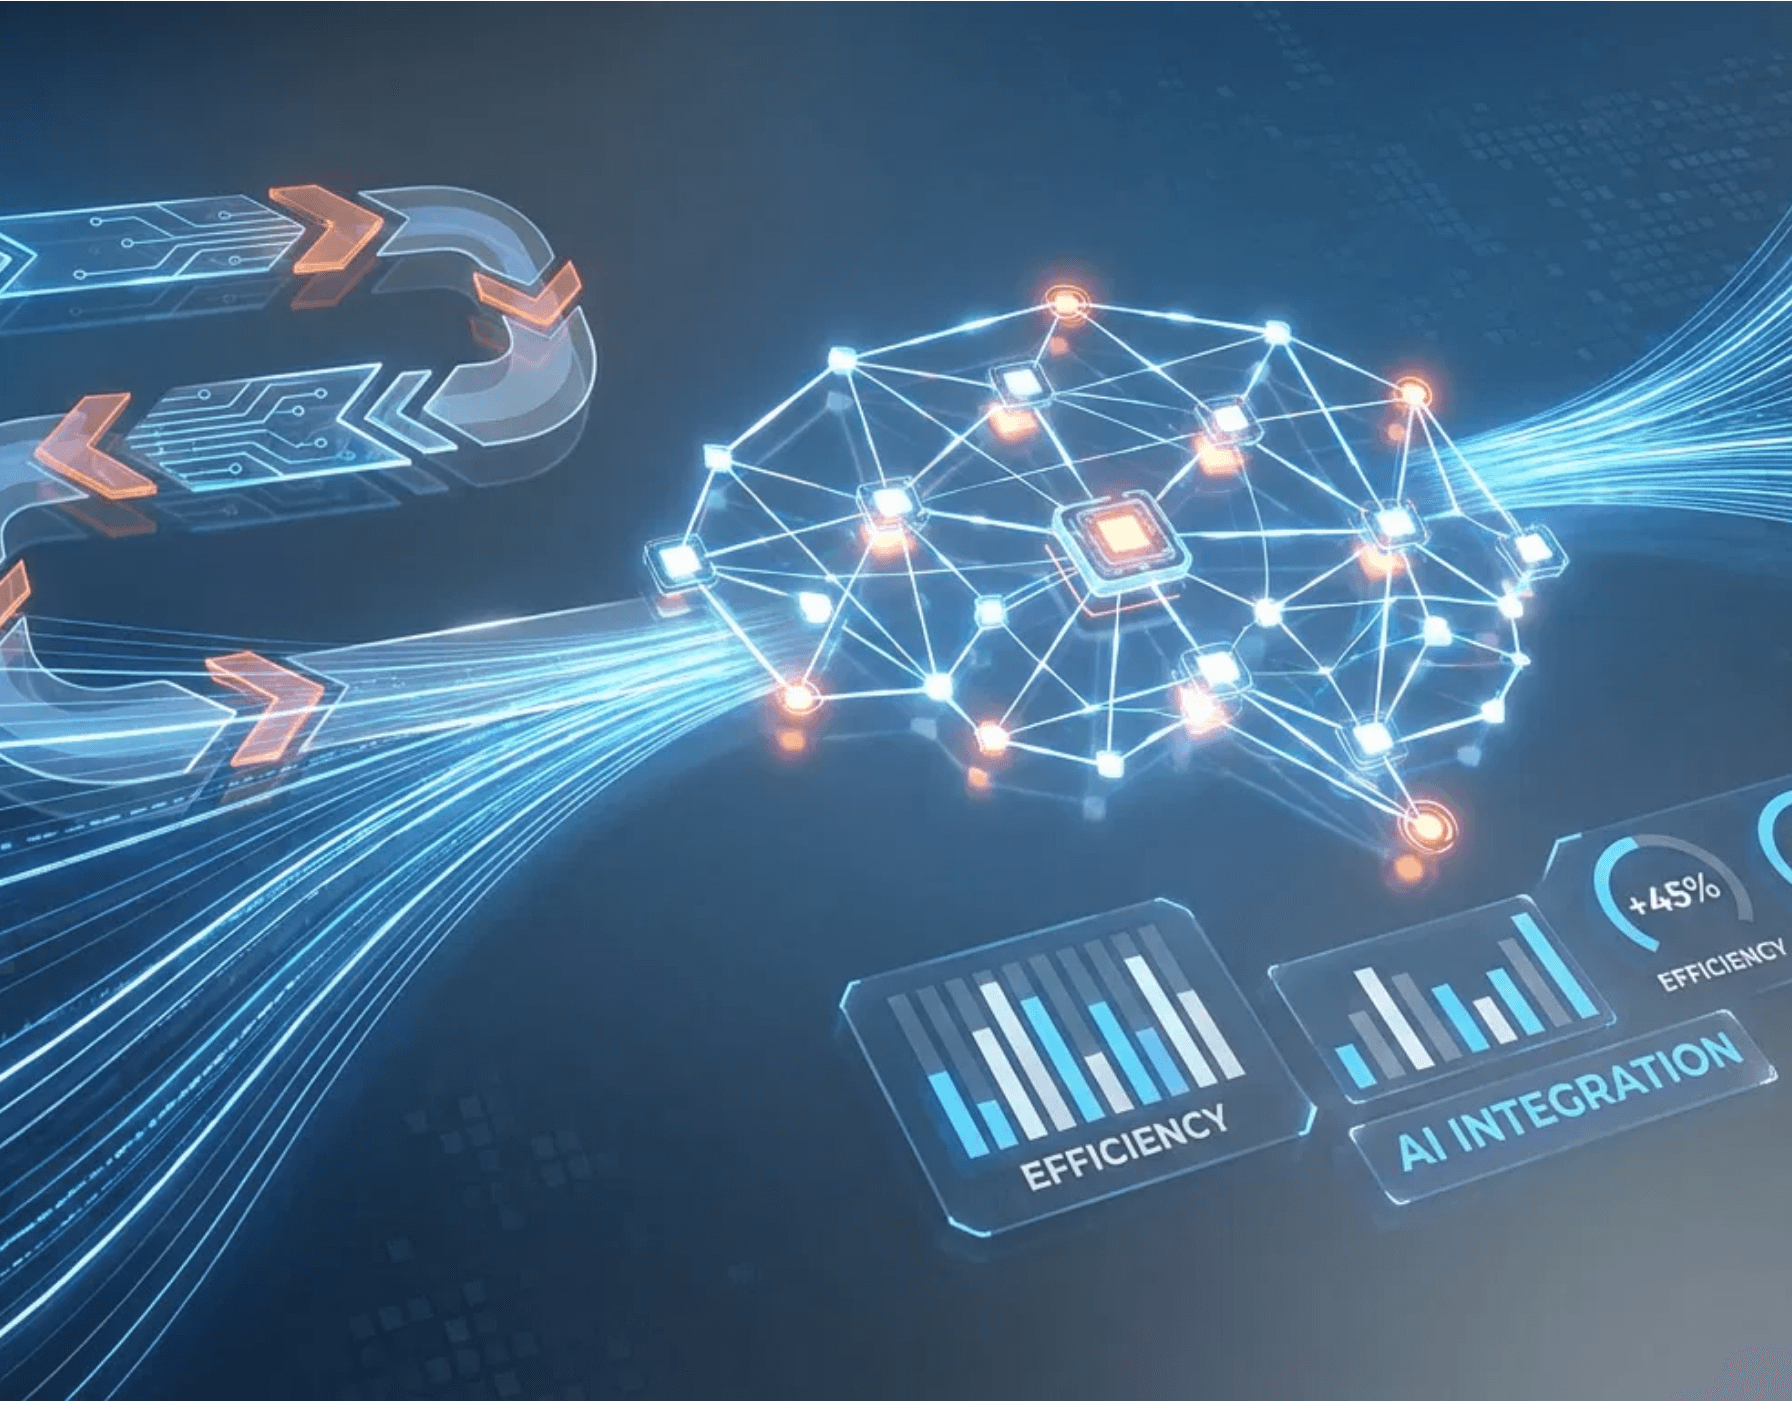 +45%
EFFICIENCY
EFFICIENCY
AI INTEGRATION